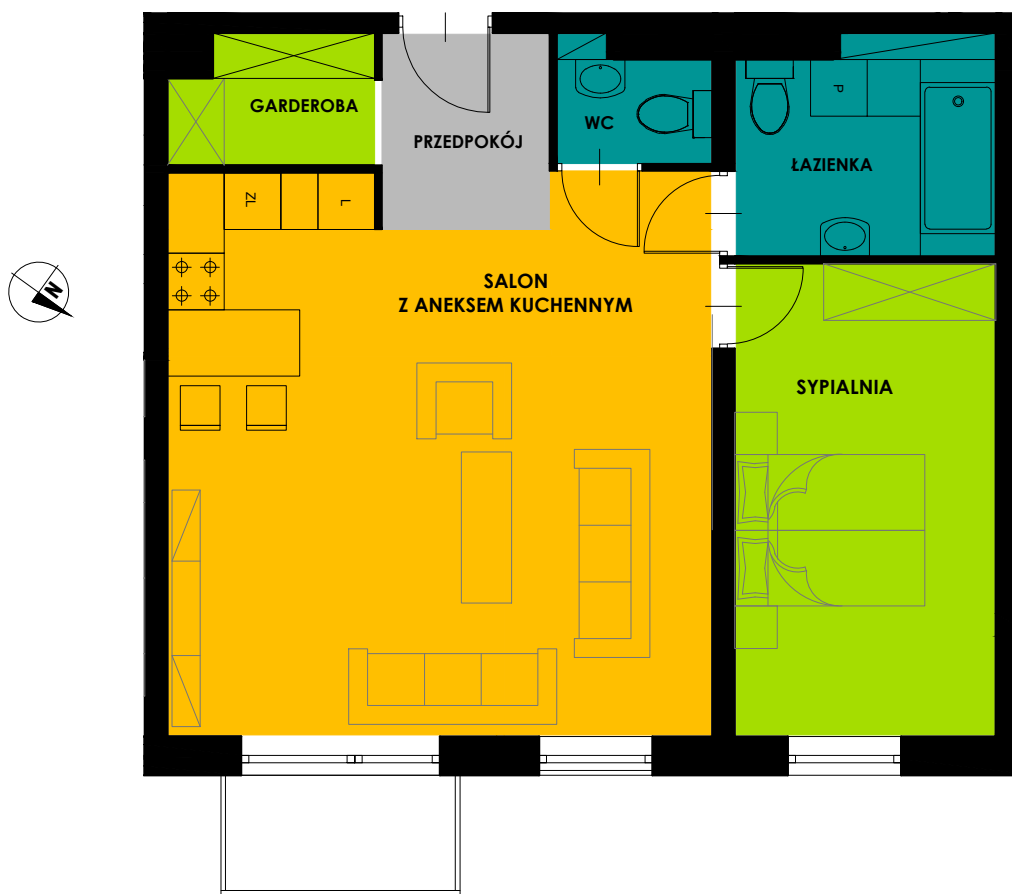 GARDEROBA
PRZEDPOKÓJ
WC
P
ŁAZIENKA
ZL
L
N
SALON
Z ANEKSEM KUCHENNYM
SYPIALNIA